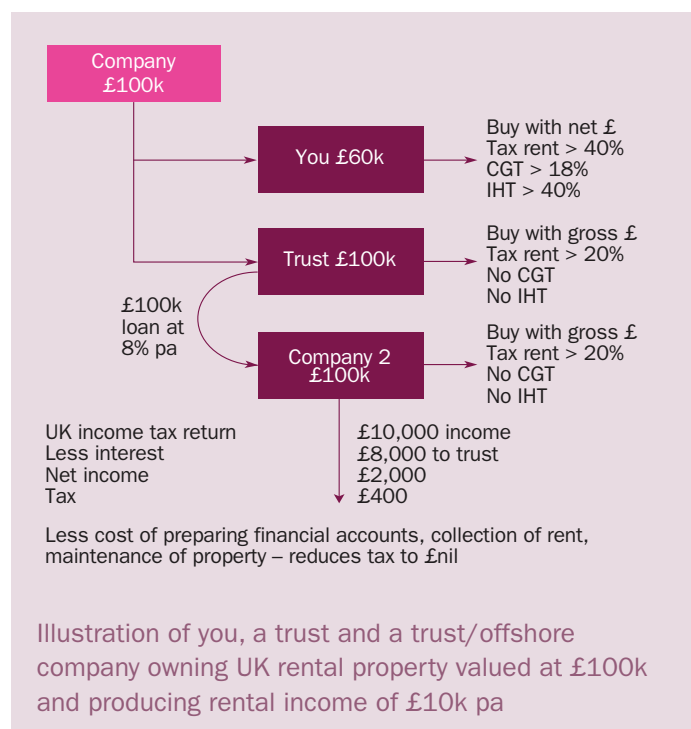 Company
£100k
You £60k
Buy with net £
Tax rent > 40%
CGT > 18%
IHT > 40%
Trust £100k
Buy with gross £
Tax rent > 20%
No CGT
No IHT
£100k
loan at
8% pa
Company 2
£100k
Buy with gross £
Tax rent > 20%
No CGT
No IHT
UK income tax return £10,000 income
Less interest £8,000 to trust
Net income £2,000
Tax £400
Less cost of preparing financial accounts, collection of rent,
maintenance of property – reduces tax to £nil
Illustration of you, a trust and a trust/offshore
company owning UK rental property valued at £100k
and producing rental income of £10k pa